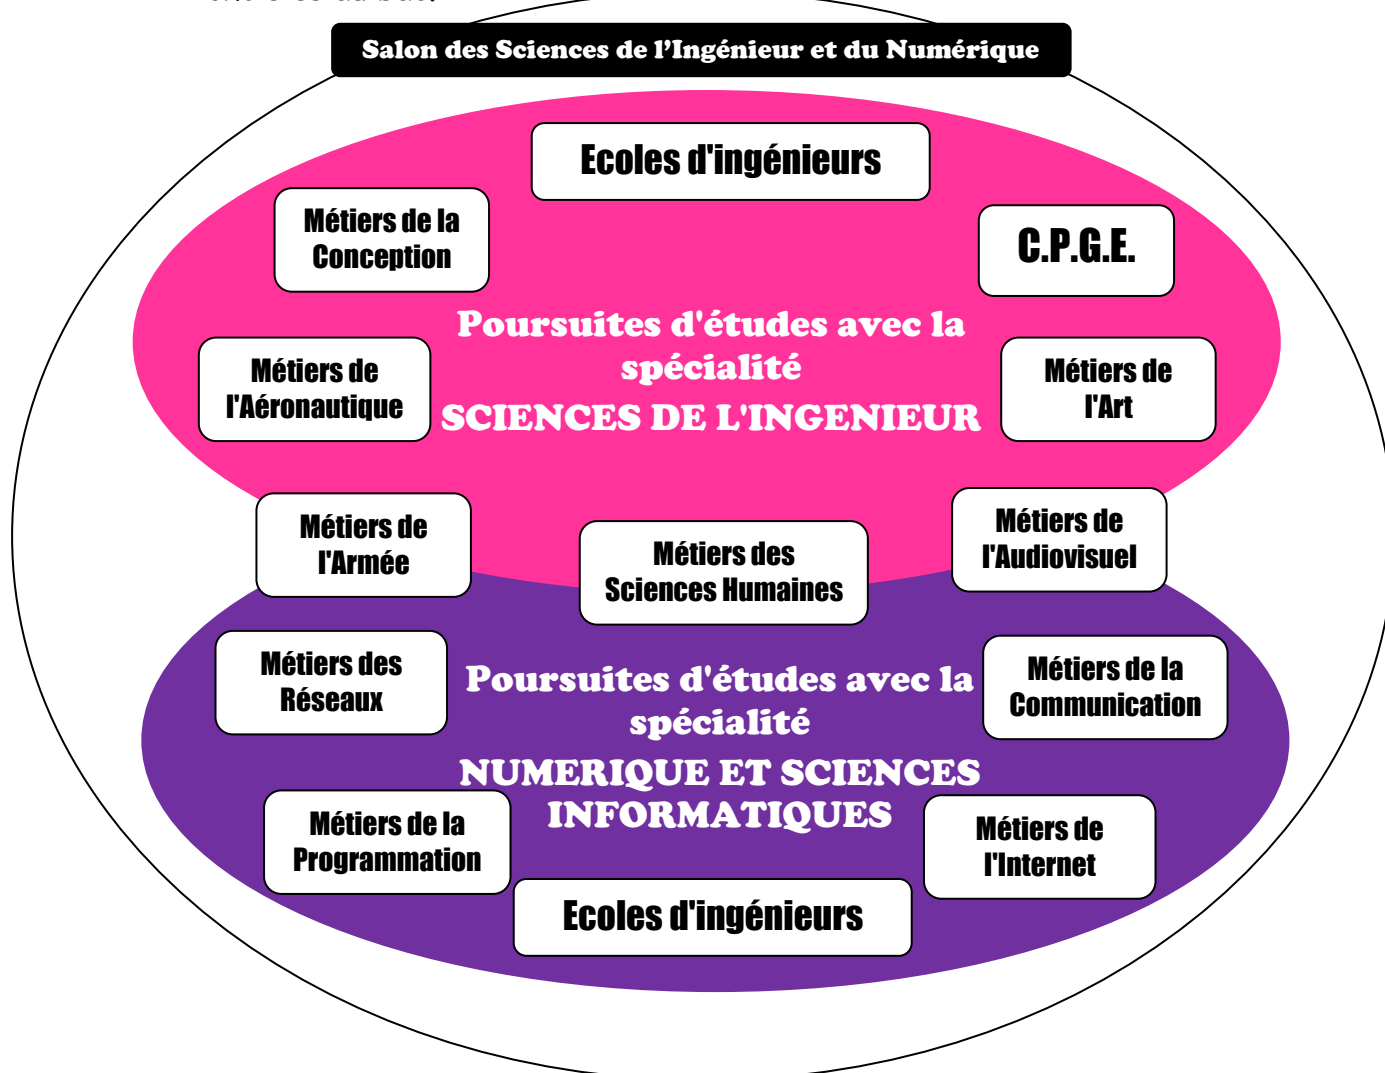 Salon des Sciences de l’Ingénieur et du Numérique
Ecoles d'ingénieurs
Métiers de la
Conception
C.P.G.E.
Poursuites d'études avec la
spécialité
SCIENCES DE L'INGENIEUR
Métiers de
l'Aéronautique
Métiers de
l'Art
Métiers de
l'Armée
Métiers des
Sciences Humaines
Métiers de
l'Audiovisuel
Métiers des
Réseaux
Poursuites d'études avec la
spécialité
NUMERIQUE ET SCIENCES
INFORMATIQUES
Métiers de la
Communication
Métiers de la
Programmation
Métiers de
l'Internet
Ecoles d'ingénieurs